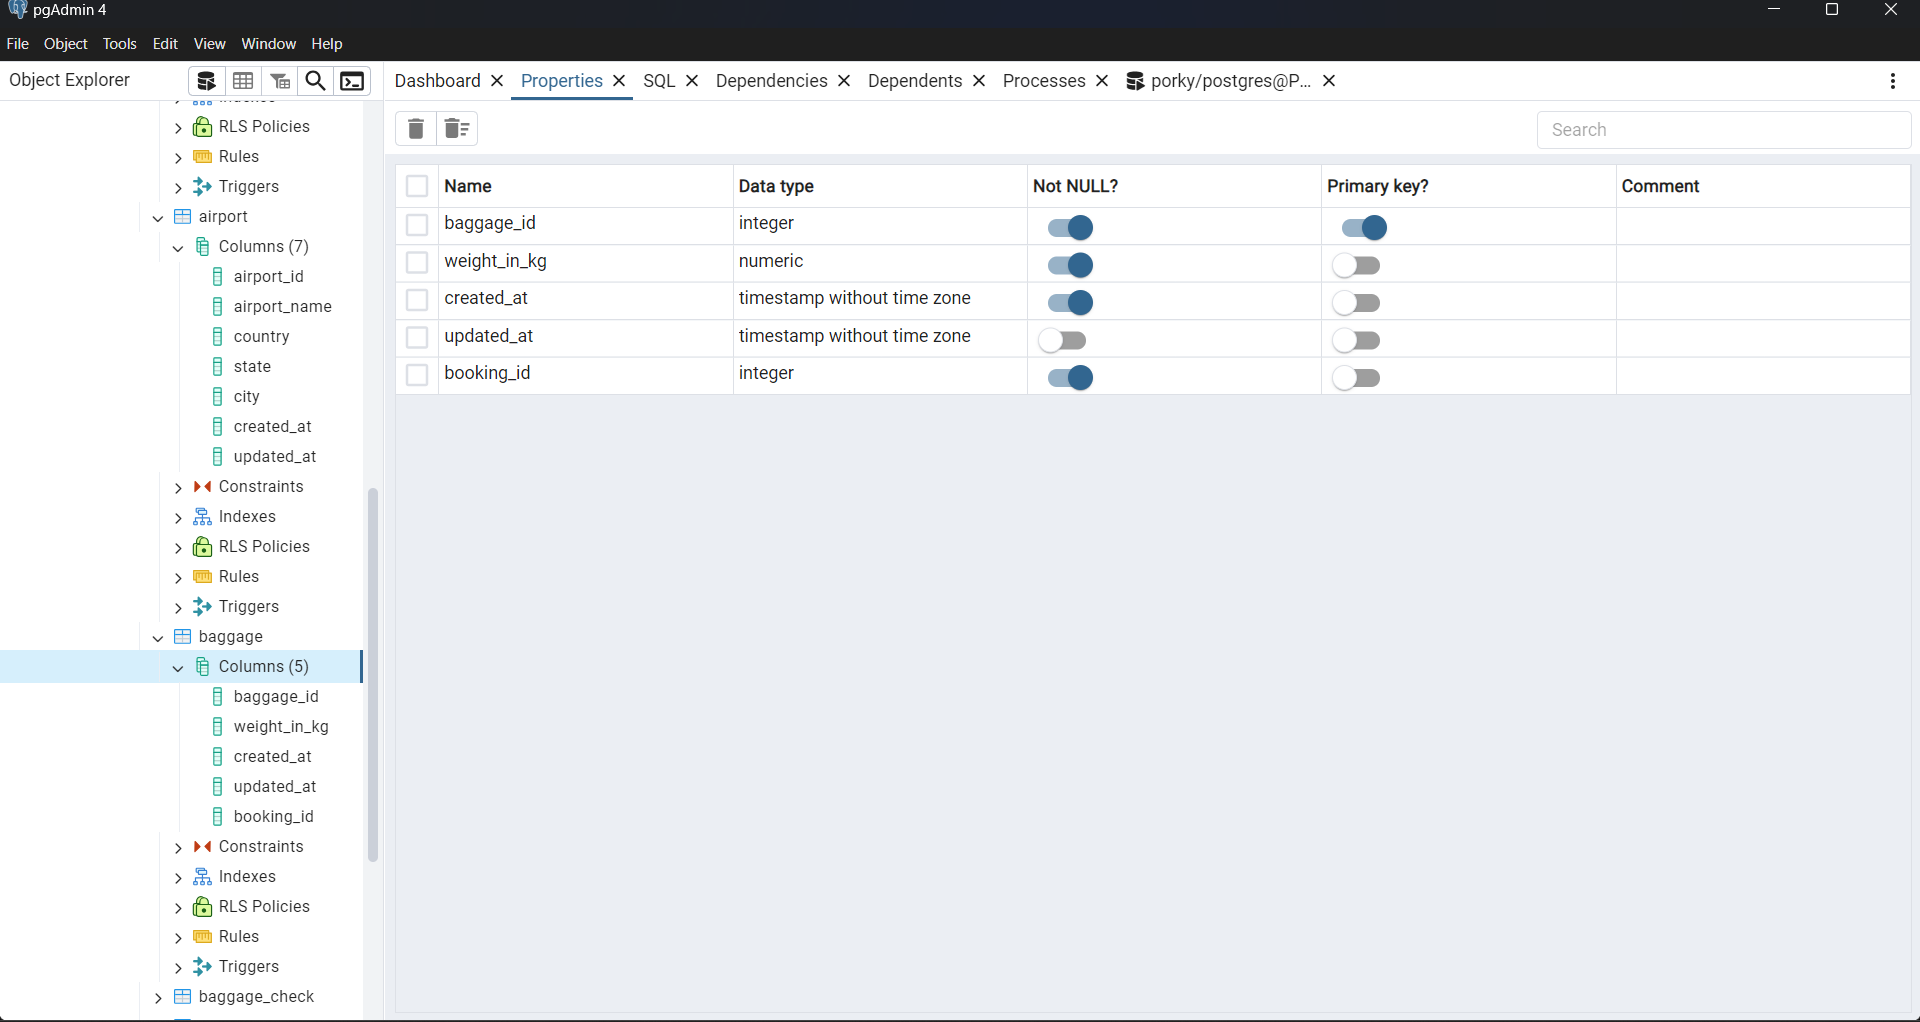 pgAdmin 4
File Object Tools Edit View Window Help
Object Explorer
Dashboard Properties SQL Dependencies Dependents Processes porky/postgres@P...
Indexes
RLS Policies
Rules
Triggers
airport
Columns (7)
airport_id
airport_name
country
state
city
created_at
updated_at
Constraints
Indexes
RLS Policies
Rules
Triggers
baggage
Columns (5)
baggage_id
weight_in_kg
created_at
updated_at
booking_id
Constraints
Indexes
RLS Policies
Rules
Triggers
baggage_check
Search
Name Data type Not NULL? Primary key? Comment
baggage_id integer
weight_in_kg numeric
created_at timestamp without time zone
updated_at timestamp without time zone
booking_id integer